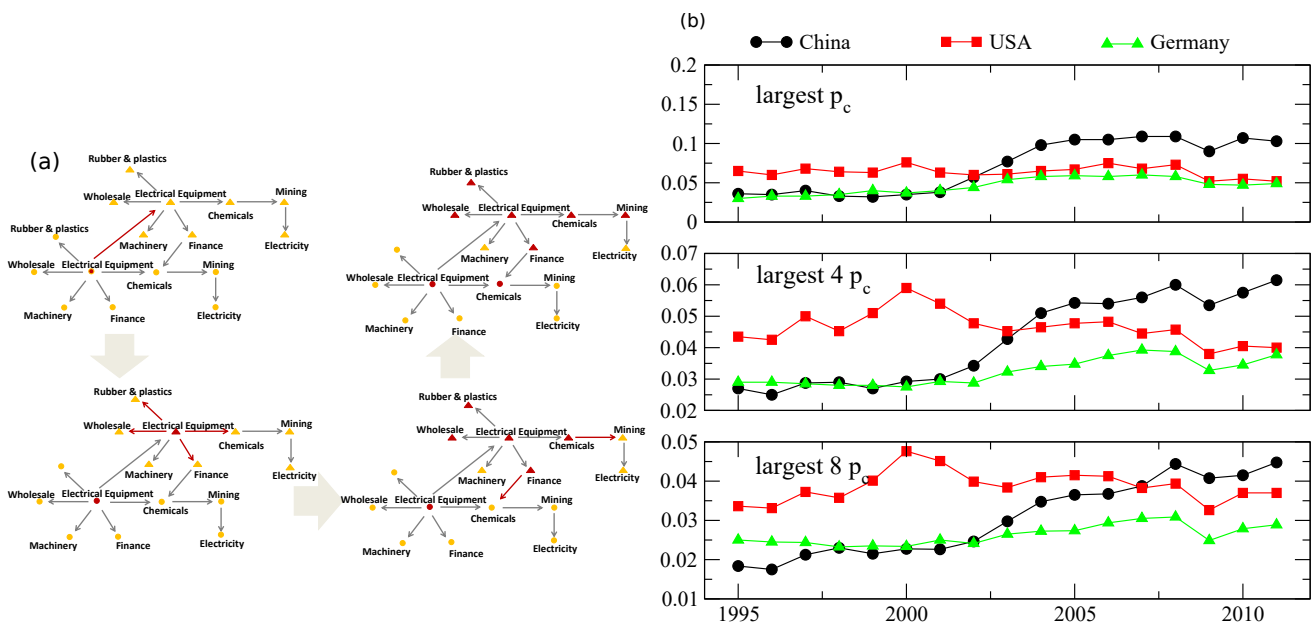 (a)
Rubber & plastics
Wholesale
Electrical Equipment
Mining
Chemicals
Machinery
Finance
Electricity
Rubber & plastics
Wholesale
Electrical Equipment
Mining
Chemicals
Machinery
Finance
Electricity
Rubber & plastics
Wholesale
Electrical Equipment
Mining
Chemicals
Machinery
Finance
Electricity
Wholesale
Electrical Equipment
Mining
Chemicals
Machinery
Finance
Electricity
Rubber & plastics
Wholesale
Electrical Equipment
Mining
Chemicals
Machinery
Finance
Electricity
Wholesale
Electrical Equipment
Mining
Chemicals
Machinery
Finance
Electricity
Rubber & plastics
Wholesale
Electrical Equipment
Mining
Chemicals
Machinery
Finance
Electricity
Wholesale
Electrical Equipment
Mining
Chemicals
Machinery
Finance
Electricity
(b)
China USA Germany
largest p_c
0.2
0.15
0.1
0.05
0
largest 4 p_c
0.07
0.06
0.05
0.04
0.03
0.02
largest 8 p_c
0.05
0.04
0.03
0.02
0.01
1995 2000 2005 2010